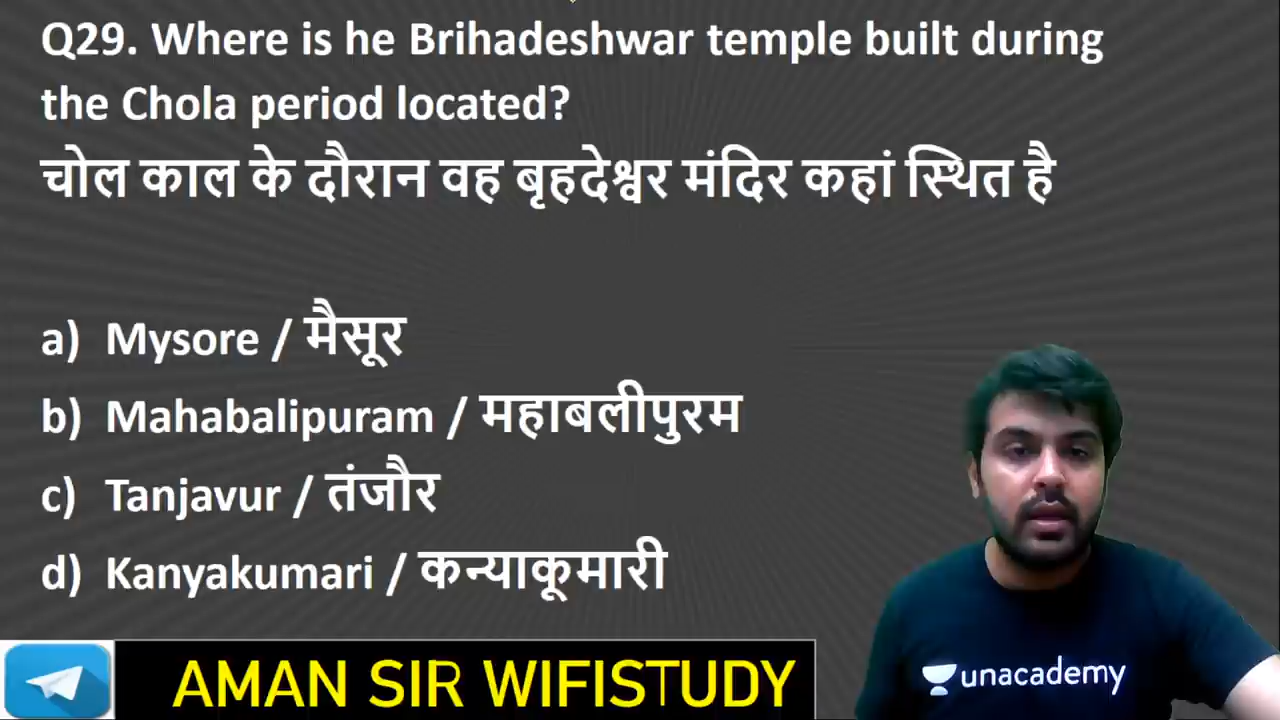 Q29. Where is he Brihadeshwar temple built during
the Chola period located?
चोल काल के दौरान वह बृहदेश्वर मंदिर कहां स्थित है
a) Mysore / मैसूर
b) Mahabalipuram / महाबलीपुरम
c) Tanjavur / तंजौर
d) Kanyakumari / कन्याकूमारी
unacademy
AMAN SIR WIFISTUDY